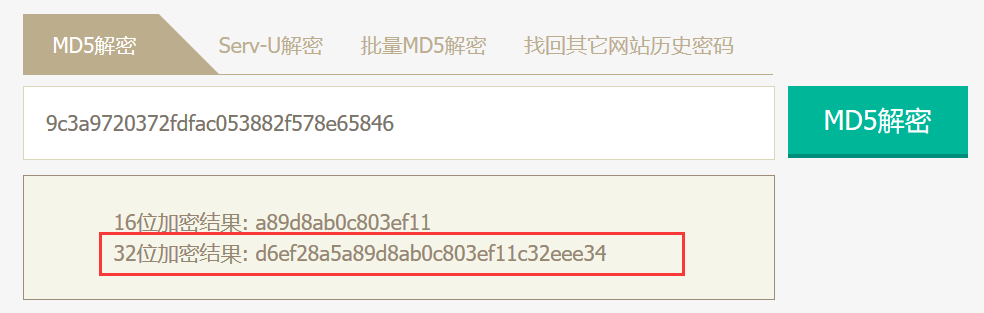 MD5解密 Serv-U解密 批量MD5解密 找回其它网站历史密码
9c3a9720372fdfac053882f578e65846 MD5解密
16位加密结果: a89d8ab0c803ef11
32位加密结果: d6ef28a5a89d8ab0c803ef11c32eee34